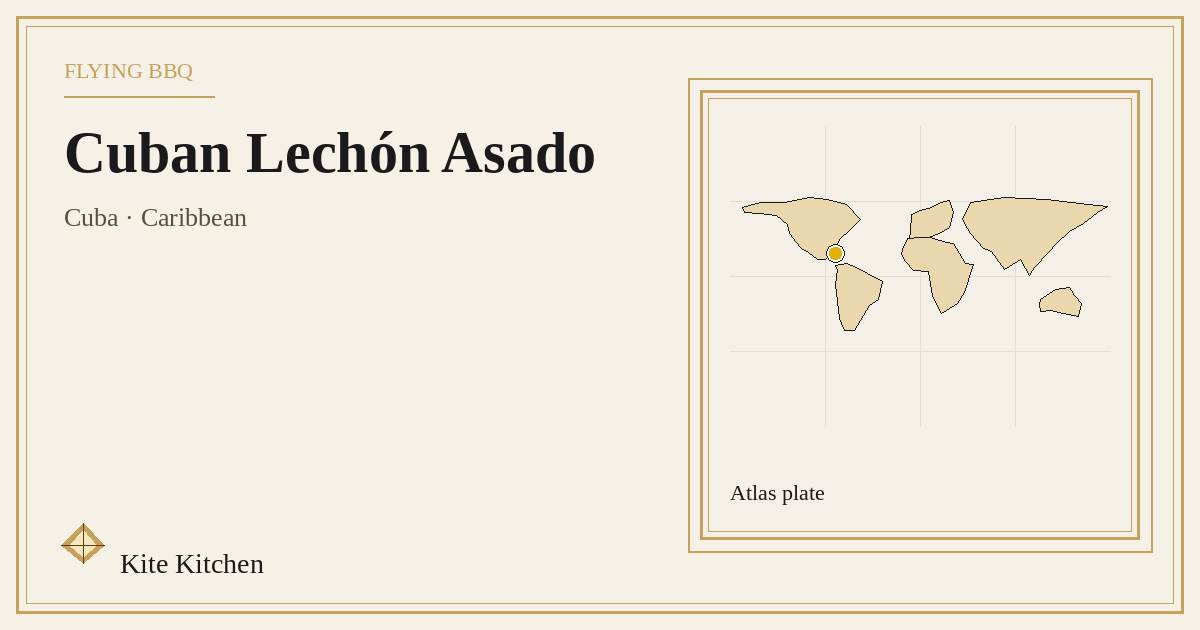 FLYING BBQ
Cuban Lechón Asado
Cuba · Caribbean
Atlas plate
Kite Kitchen